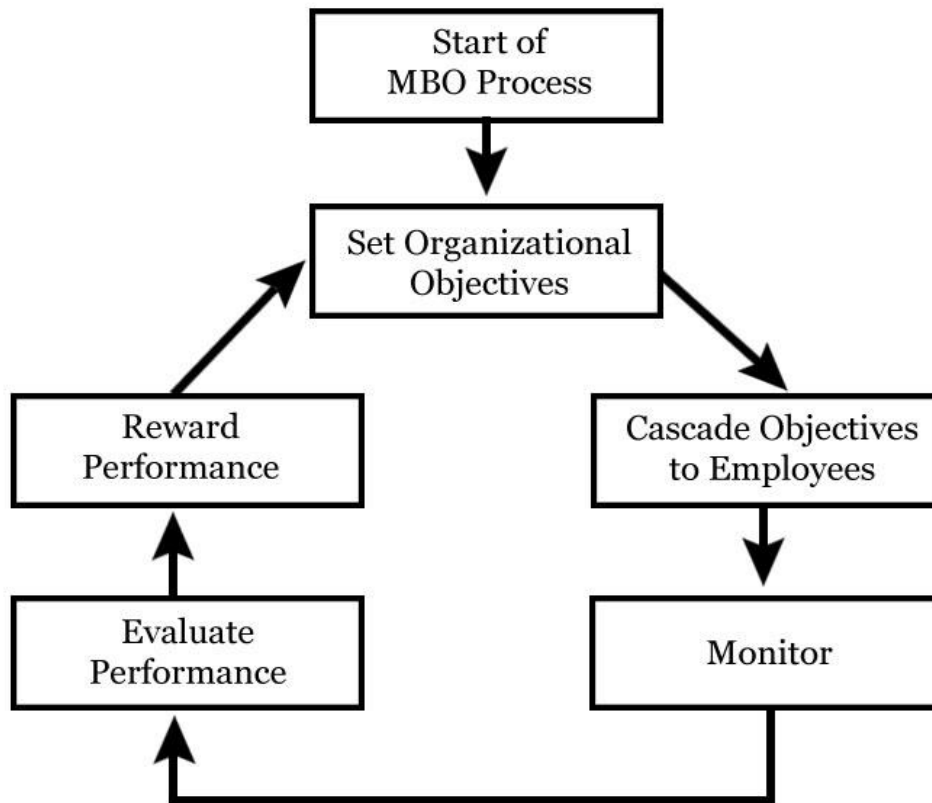 Start of
MBO Process
Set Organizational
Objectives
Reward
Performance
Cascade Objectives
to Employees
Evaluate
Performance
Monitor